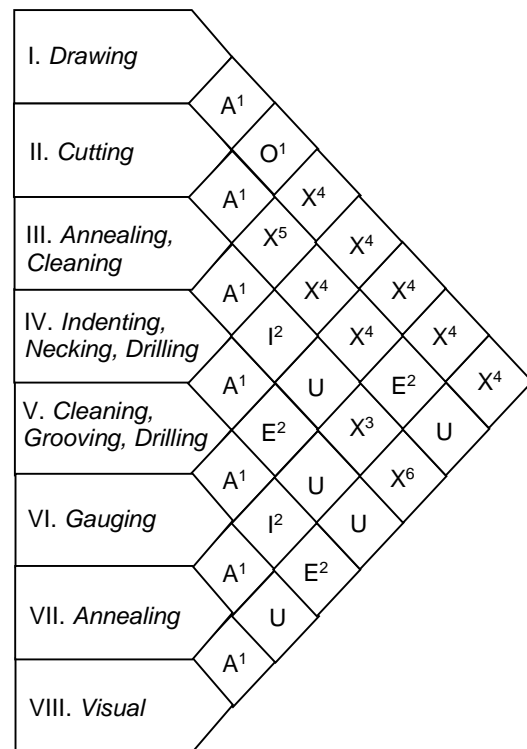 I. Drawing
A¹
II. Cutting O¹
A¹ X⁴
III. Annealing, X⁵ X⁴
Cleaning
A¹ X⁴ X⁴
IV. Indenting, I² X⁴ X⁴
Necking, Drilling
A¹ U E² X⁴
V. Cleaning,
Grooving, Drilling E² X³ U
A¹ U X⁶
VI. Gauging I² U
A¹ E²
VII. Annealing U
A¹
VIII. Visual